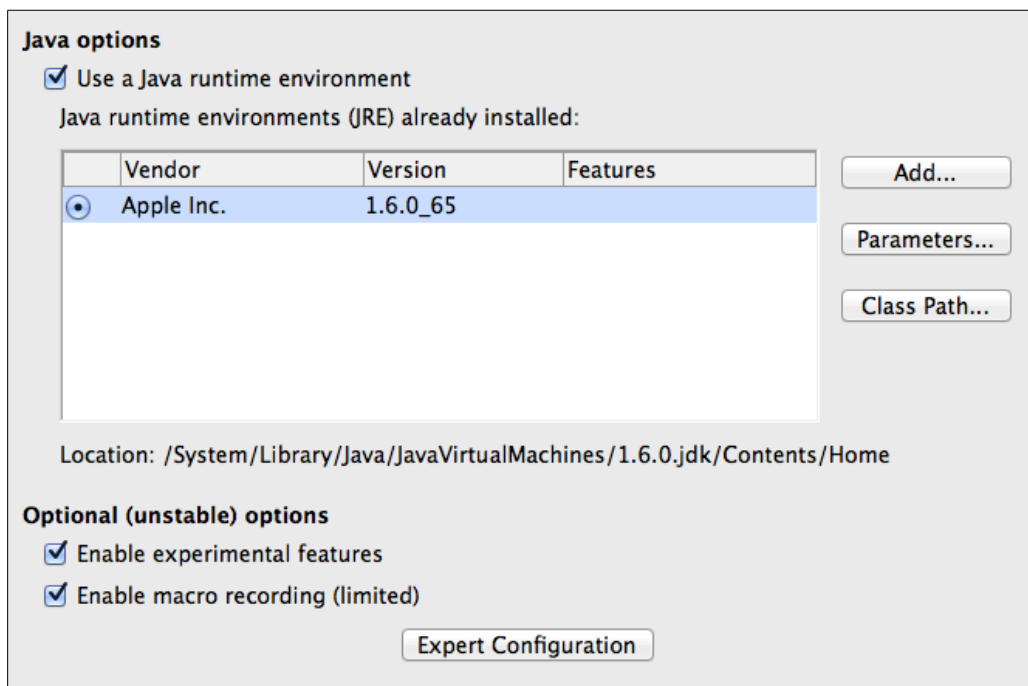 Java options
Use a Java runtime environment
Java runtime environments (JRE) already installed:
Vendor Version Features
Add...
Apple Inc. 1.6.0_65
Parameters...
Class Path...
Location: /System/Library/Java/JavaVirtualMachines/1.6.0.jdk/Contents/Home
Optional (unstable) options
Enable experimental features
Enable macro recording (limited)
Expert Configuration